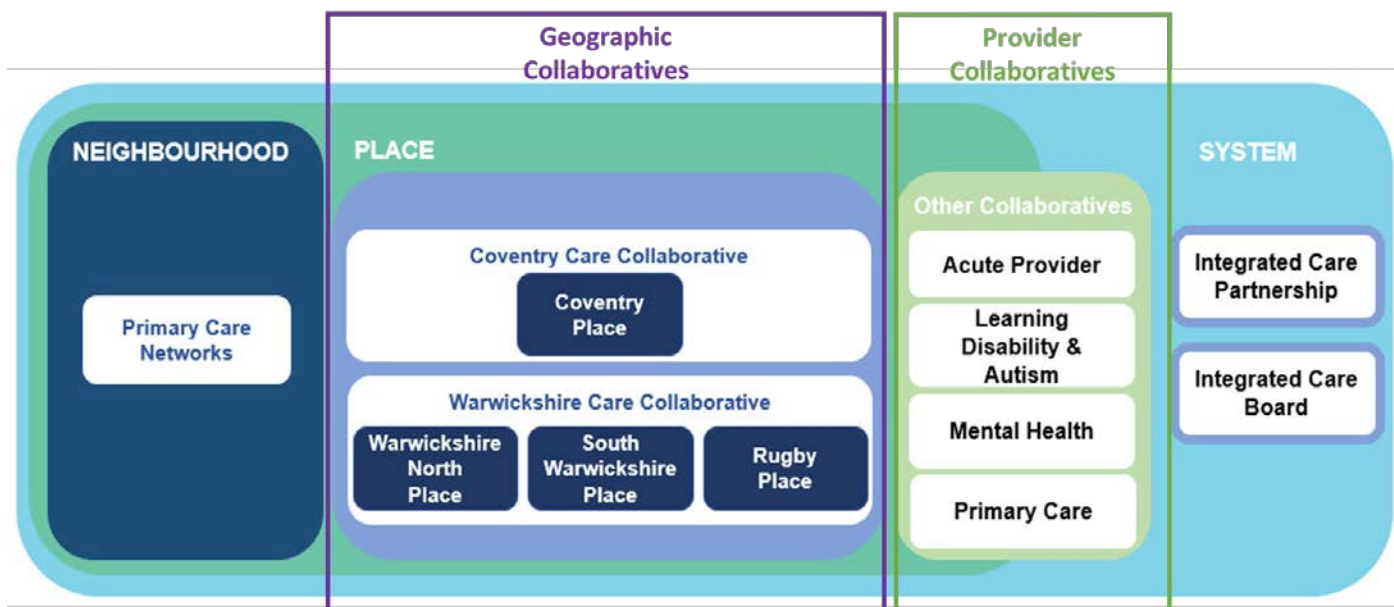 Geographic
Collaboratives
Provider
Collaboratives
NEIGHBOURHOOD
PLACE
SYSTEM
Primary Care
Networks
Coventry Care Collaborative
Coventry
Place
Warwickshire Care Collaborative
Warwickshire
North
Place
South
Warwickshire
Place
Rugby
Place
Other Collaboratives
Acute Provider
Learning
Disability &
Autism
Mental Health
Primary Care
Integrated Care
Partnership
Integrated Care
Board